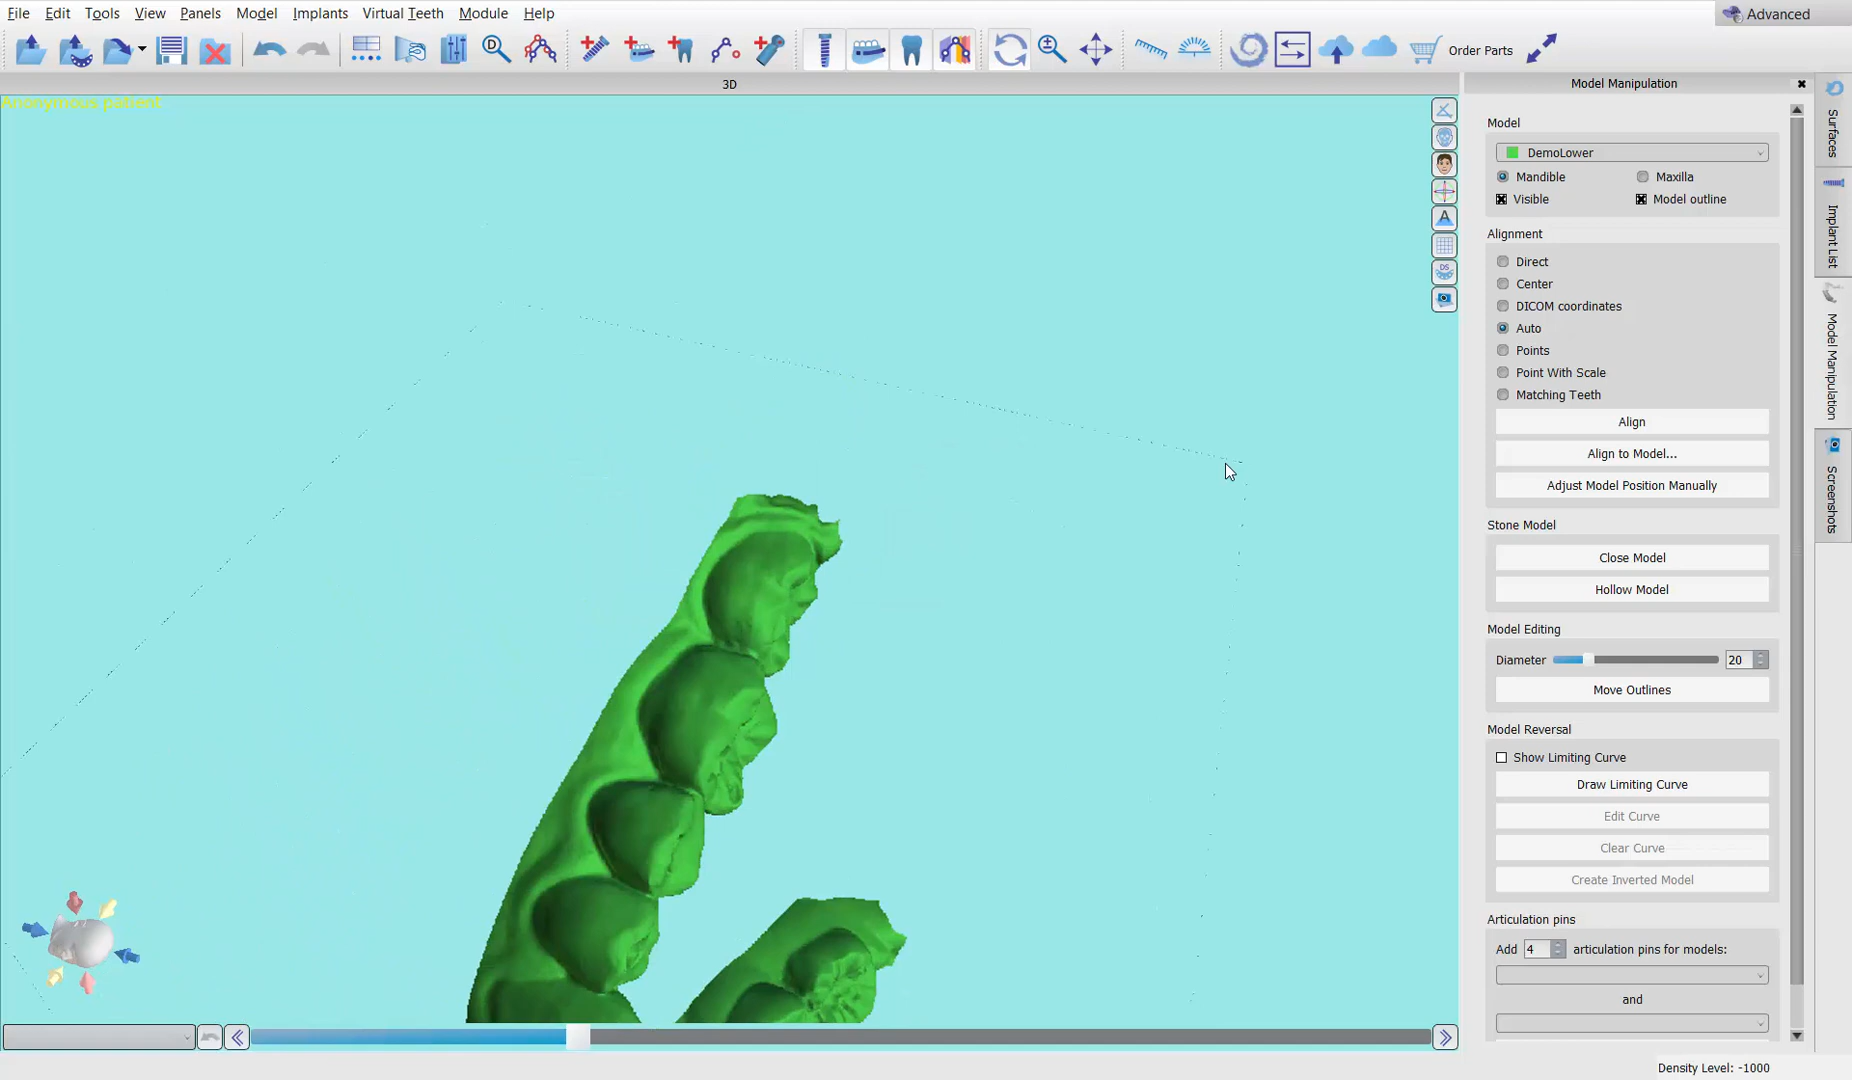 File Edit Tools View Panels Model Implants Virtual Teeth Module Help
Advanced
D
Order Parts
3D
Model Manipulation
Anonymous patient
A
DS
Model
DemoLower
Mandible Maxilla
Visible Model outline
Alignment
Direct
Center
DICOM coordinates
Auto
Points
Point With Scale
Matching Teeth
Align
Align to Model...
Adjust Model Position Manually
Stone Model
Close Model
Hollow Model
Model Editing
Diameter 20
Move Outlines
Model Reversal
Show Limiting Curve
Draw Limiting Curve
Edit Curve
Clear Curve
Create Inverted Model
Articulation pins
Add 4 articulation pins for models:
and
Surfaces
Implant List
Model Manipulation
Screenshots
Density Level: -1000